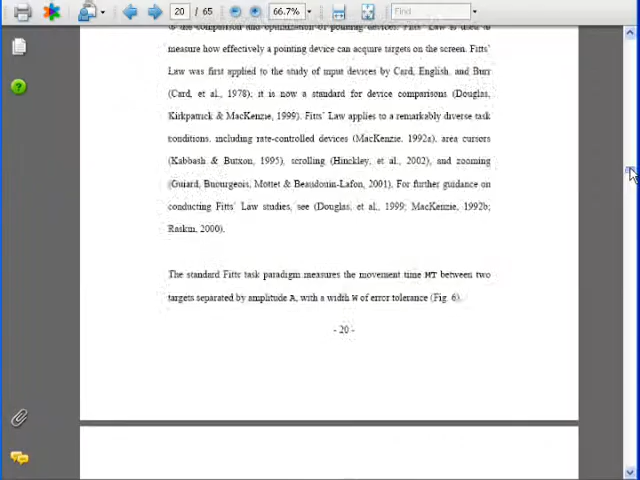 20 / 65
66.7%
Find
is the comparison and optimization of pointing devices. Fitts' Law is used to
measure how effectively a pointing device can acquire targets on the screen. Fitts'
Law was first applied to the study of input devices by Card, English, and Burr
(Card, et al., 1978); it is now a standard for device comparisons (Douglas,
Kirkpatrick & MacKenzie, 1999). Fitts' Law applies to a remarkably diverse task
conditions, including rate-controlled devices (MacKenzie, 1992a), area cursors
(Kabbash & Butxon, 1995), scrolling (Hinckley, et al., 2002), and zooming
(Guiard, Buourgeois, Mottet & Beaudouin-Lafon, 2001). For further guidance on
conducting Fitts' Law studies, see (Douglas, et al., 1999; MacKenzie, 1992b;
Raskin, 2000).
The standard Fitts task paradigm measures the movement time MT between two
targets separated by amplitude A, with a width W of error tolerance (Fig. 6).
- 20 -